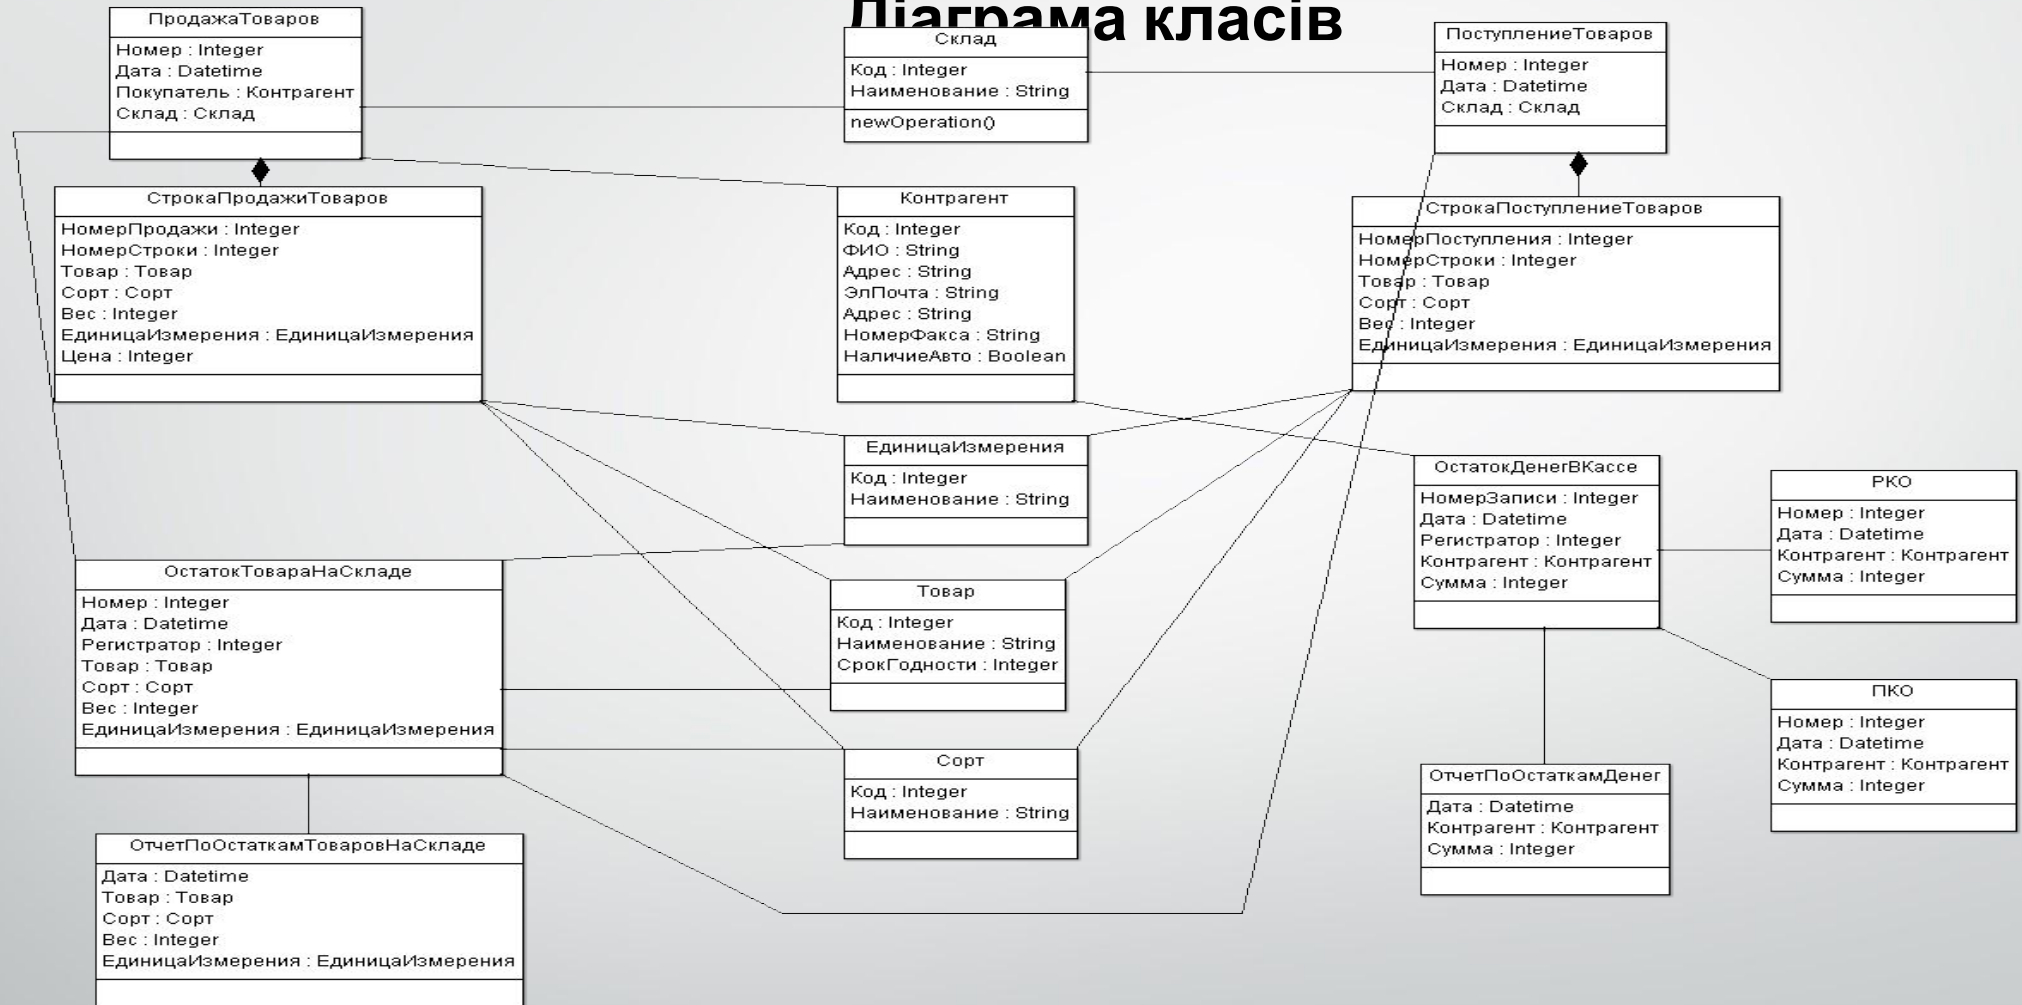 Діаграма класів
ПродажаТоваров
Номер : Integer
Дата : Datetime
Покупатель : Контрагент
Склад : Склад
Склад
Код : Integer
Наименование : String
newOperation()
ПоступлениеТоваров
Номер : Integer
Дата : Datetime
Склад : Склад
СтрокаПродажиТоваров
НомерПродажи : Integer
НомерСтроки : Integer
Товар : Товар
Сорт : Сорт
Вес : Integer
ЕдиницаИзмерения : ЕдиницаИзмерения
Цена : Integer
Контрагент
Код : Integer
ФИО : String
Адрес : String
ЭлПочта : String
Адрес : String
НомерФакса : String
НаличиеАвто : Boolean
СтрокаПоступлениеТоваров
НомерПоступления : Integer
НомерСтроки : Integer
Товар : Товар
Сорт : Сорт
Вес : Integer
ЕдиницаИзмерения : ЕдиницаИзмерения
ЕдиницаИзмерения
Код : Integer
Наименование : String
ОстатокДенегВКассе
НомерЗаписи : Integer
Дата : Datetime
Регистратор : Integer
Контрагент : Контрагент
Сумма : Integer
РКО
Номер : Integer
Дата : Datetime
Контрагент : Контрагент
Сумма : Integer
ОстатокТовараНаСкладе
Номер : Integer
Дата : Datetime
Регистратор : Integer
Товар : Товар
Сорт : Сорт
Вес : Integer
ЕдиницаИзмерения : ЕдиницаИзмерения
Товар
Код : Integer
Наименование : String
СрокГодности : Integer
ПКО
Номер : Integer
Дата : Datetime
Контрагент : Контрагент
Сумма : Integer
Сорт
Код : Integer
Наименование : String
ОтчетПоОстаткамДенег
Дата : Datetime
Контрагент : Контрагент
Сумма : Integer
ОтчетПоОстаткамТоваровНаСкладе
Дата : Datetime
Товар : Товар
Сорт : Сорт
Вес : Integer
ЕдиницаИзмерения : ЕдиницаИзмерения